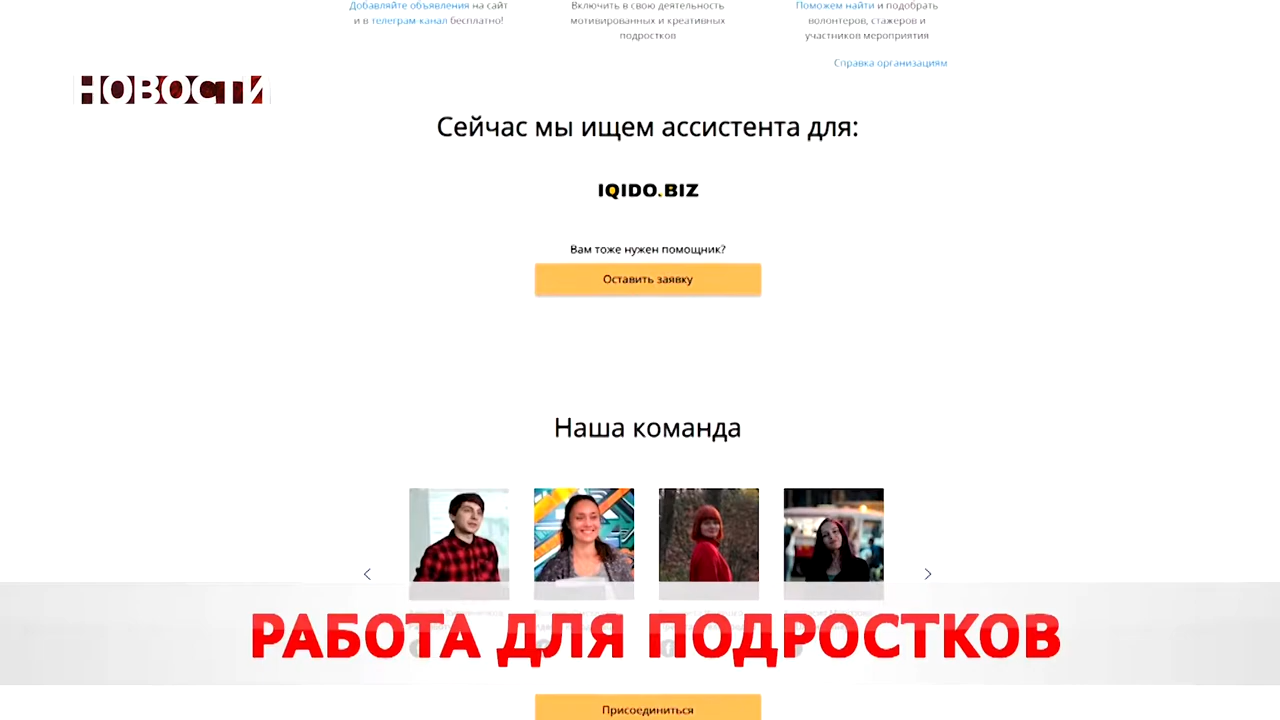 Добавляйте объявления на сайт
и в телеграм-канал бесплатно!
Включить в свою деятельность
мотивированных и креативных
подростков
Поможем найти и подобрать
волонтеров, стажеров и
участников мероприятия
Справка организациям
НОВОСТИ
Сейчас мы ищем ассистента для:
IQIDO.BIZ
Вам тоже нужен помощник?
Оставить заявку
Наша команда
РАБОТА ДЛЯ ПОДРОСТКОВ
Присоединиться